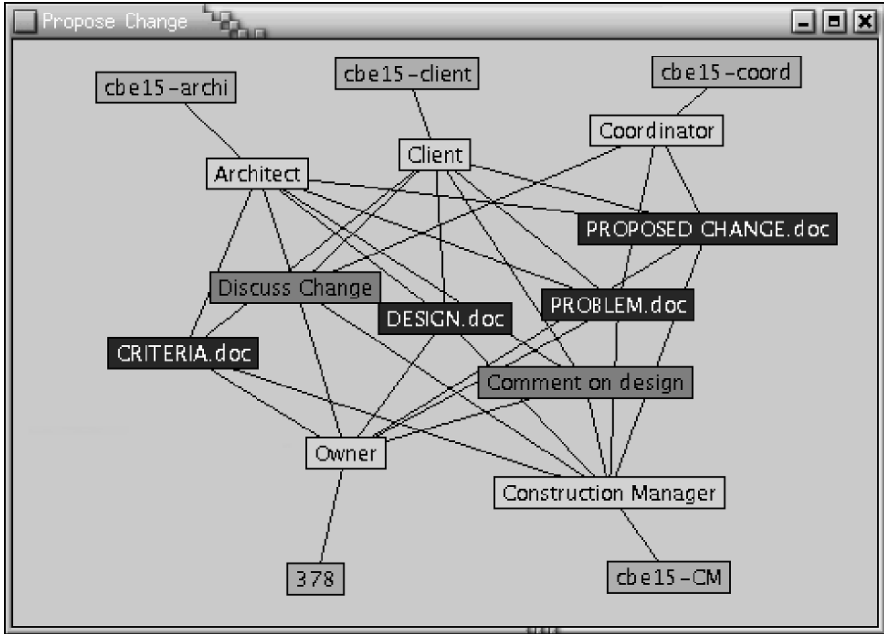 Propose Change
cbe15-archi
cbe15-client
cbe15-coord
Coordinator
Client
Architect
PROPOSED CHANGE.doc
Discuss Change
DESIGN.doc
PROBLEM.doc
CRITERIA.doc
Comment on design
Owner
Construction Manager
378
cbe15-CM